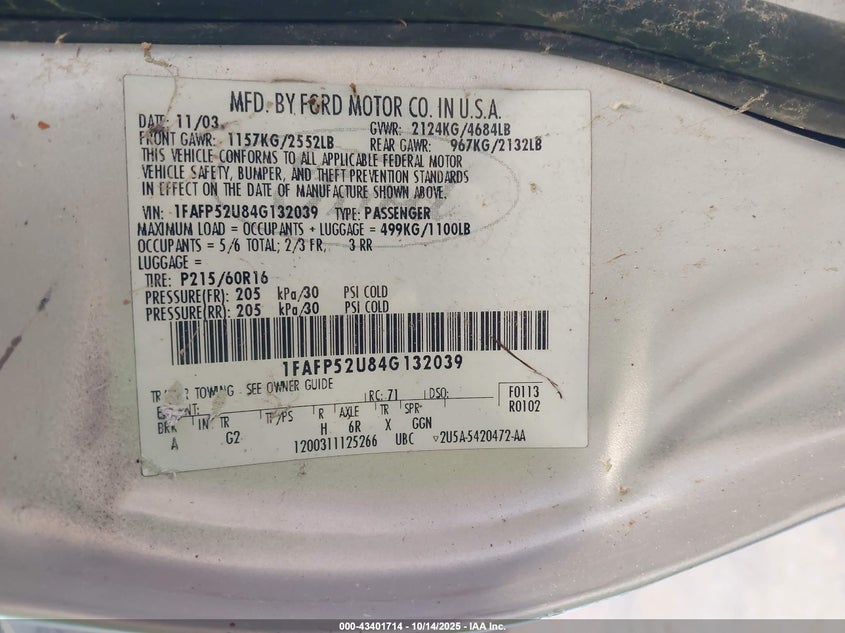 MFD. BY FORD MOTOR CO. IN U.S.A.
DATE: 11/03 GVWR: 2124KG/4684LB
FRONT GAWR: 1157KG/2552LB REAR GAWR: 967KG/2132LB
THIS VEHICLE CONFORMS TO ALL APPLICABLE FEDERAL MOTOR
VEHICLE SAFETY, BUMPER, AND THEFT PREVENTION STANDARDS
IN EFFECT ON THE DATE OF MANUFACTURE SHOWN ABOVE.
VIN: 1FAFP52U84G132039 TYPE: PASSENGER
MAXIMUM LOAD = OCCUPANTS + LUGGAGE = 499KG/1100LB
OCCUPANTS = 5/6 TOTAL; 2/3 FR, 3 RR
LUGGAGE =
TIRE: P215/60R16
PRESSURE(FR): 205 kPa/30 PSI COLD
PRESSURE(RR): 205 kPa/30 PSI COLD
1FAFP52U84G132039
TOWING - SEE OWNER GUIDE
RC: 71 DSO: F0113
R0102
BRK INT TR TP/PS R AXLE TR SPR
A G2 H 6R X GGN
1200311125266 UBC 2U5A-5420472-AA
000-43401714 - 10/14/2025 - IAA Inc.